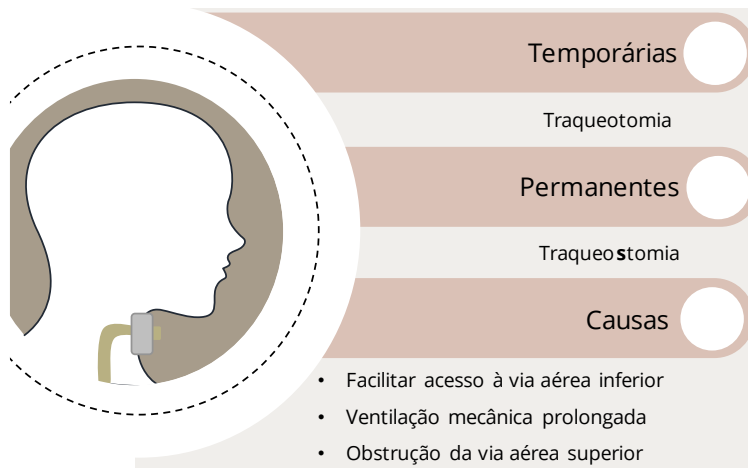 Temporárias
Traqueotomia
Permanentes
Traqueostomia
Causas
• Facilitar acesso à via aérea inferior
• Ventilação mecânica prolongada
• Obstrução da via aérea superior